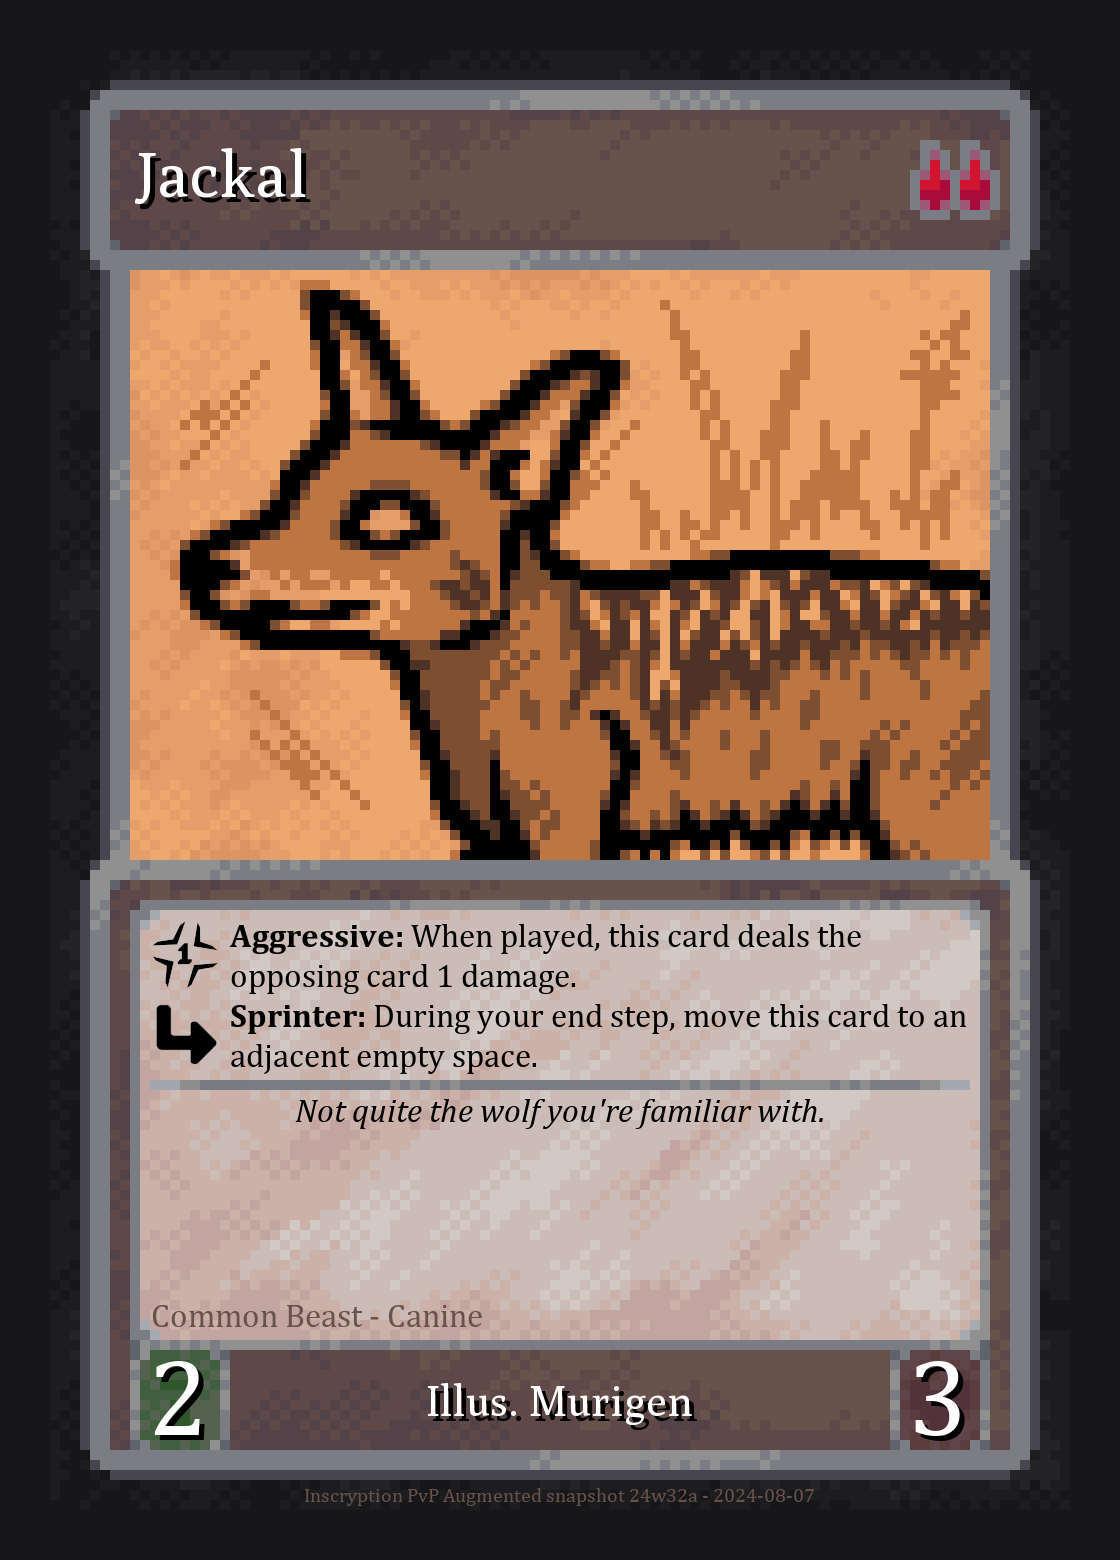 Jackal
1
Aggressive: When played, this card deals the
opposing card 1 damage.
Sprinter: During your end step, move this card to an
adjacent empty space.
Not quite the wolf you're familiar with.
Common Beast - Canine
2
Illus. Murigen
3
Inscryption PvP Augmented snapshot 24w32a - 2024-08-07